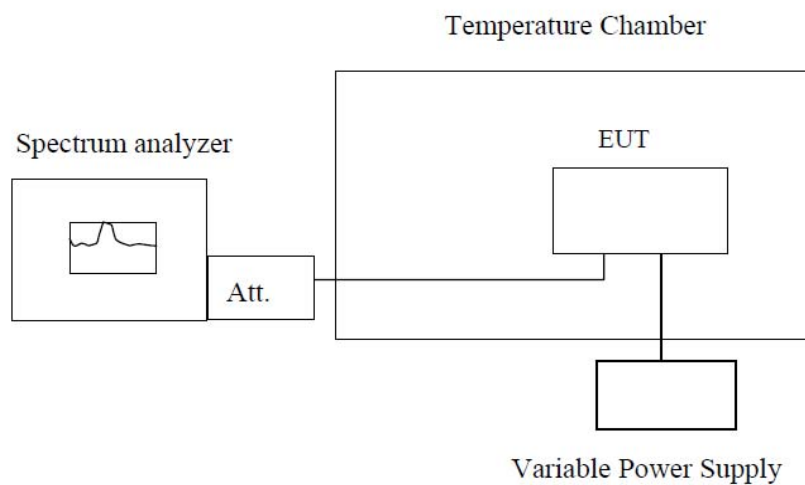 Temperature Chamber
Spectrum analyzer
EUT
Att.
Variable Power Supply